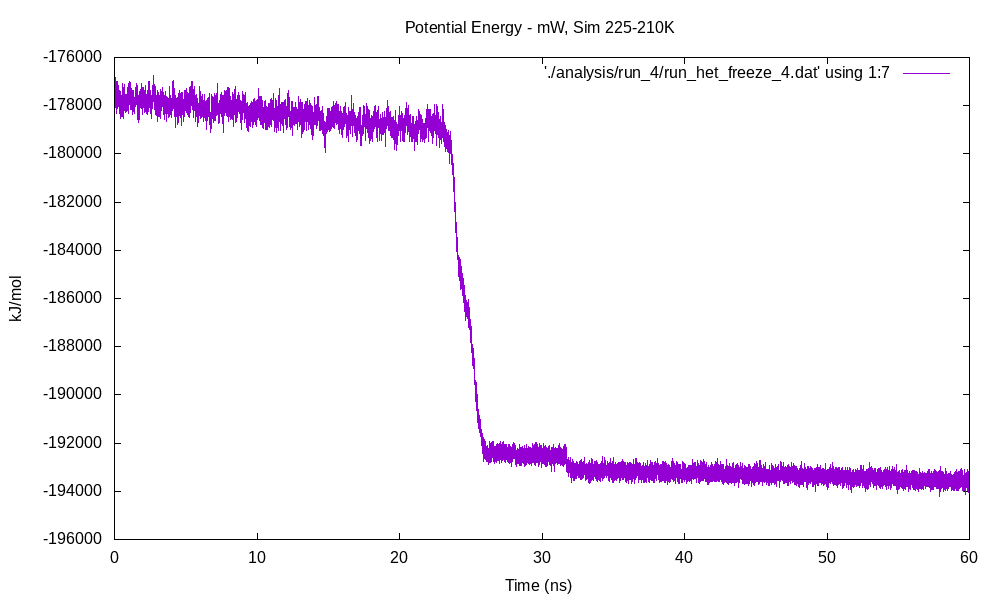 Potential Energy - mW, Sim 225-210K
'./analysis/run_4/run_het_freeze_4.dat' using 1:7
-176000
-178000
-180000
-182000
-184000
-186000
-188000
-190000
-192000
-194000
-196000
kJ/mol
0 10 20 30 40 50 60
Time (ns)